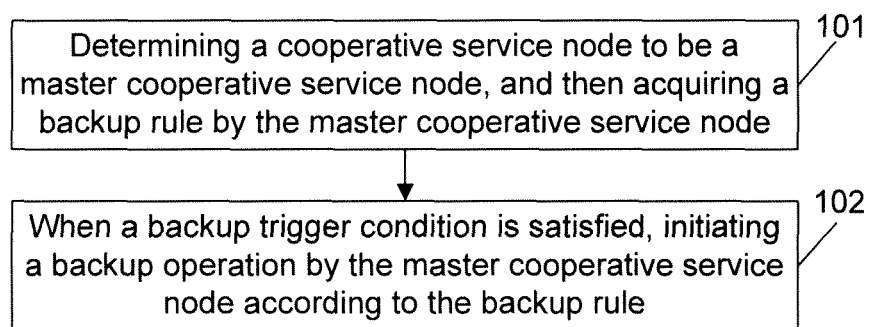 Determining a cooperative service node to be a
master cooperative service node, and then acquiring a
backup rule by the master cooperative service node
101
When a backup trigger condition is satisfied, initiating
a backup operation by the master cooperative service
node according to the backup rule
102